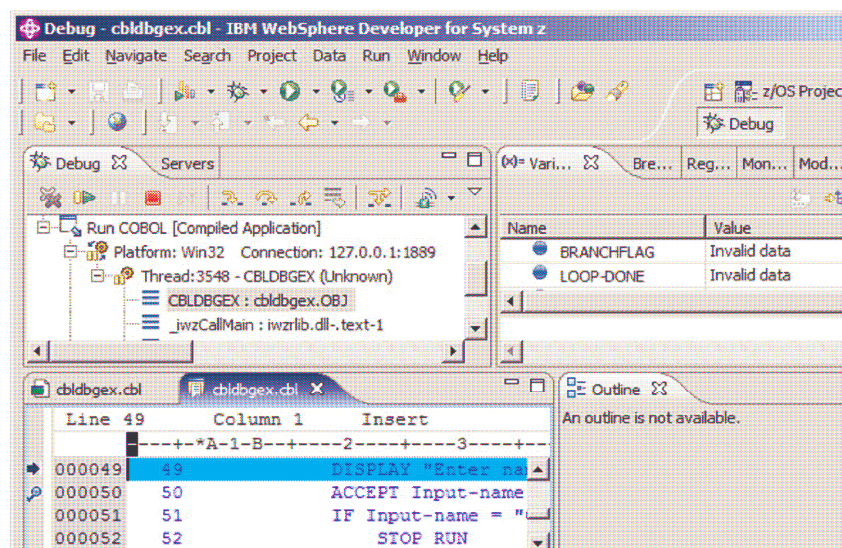 Debug - cbldbgex.cbl - IBM WebSphere Developer for System z
File Edit Navigate Search Project Data Run Window Help
z/OS Projec
Debug
Debug Servers
(x)= Vari... Bre... Reg... Mon... Mod...
Run COBOL [Compiled Application]
Platform: Win32 Connection: 127.0.0.1:1889
Thread:3548 - CBLDBGEX (Unknown)
CBLDBGEX : cbldbgex.OBJ
_iwzCallMain : iwzrlib.dll-.text-1
Name Value
BRANCHFLAG Invalid data
LOOP-DONE Invalid data
cbldbgex.cbl cbldbgex.cbl
Line 49 Column 1 Insert
----+-*A-1-B--+----2----+----3----+--
000049 49 DISPLAY "Enter na
000050 50 ACCEPT Input-name
000051 51 IF Input-name = "
000052 52 STOP RUN
Outline
An outline is not available.